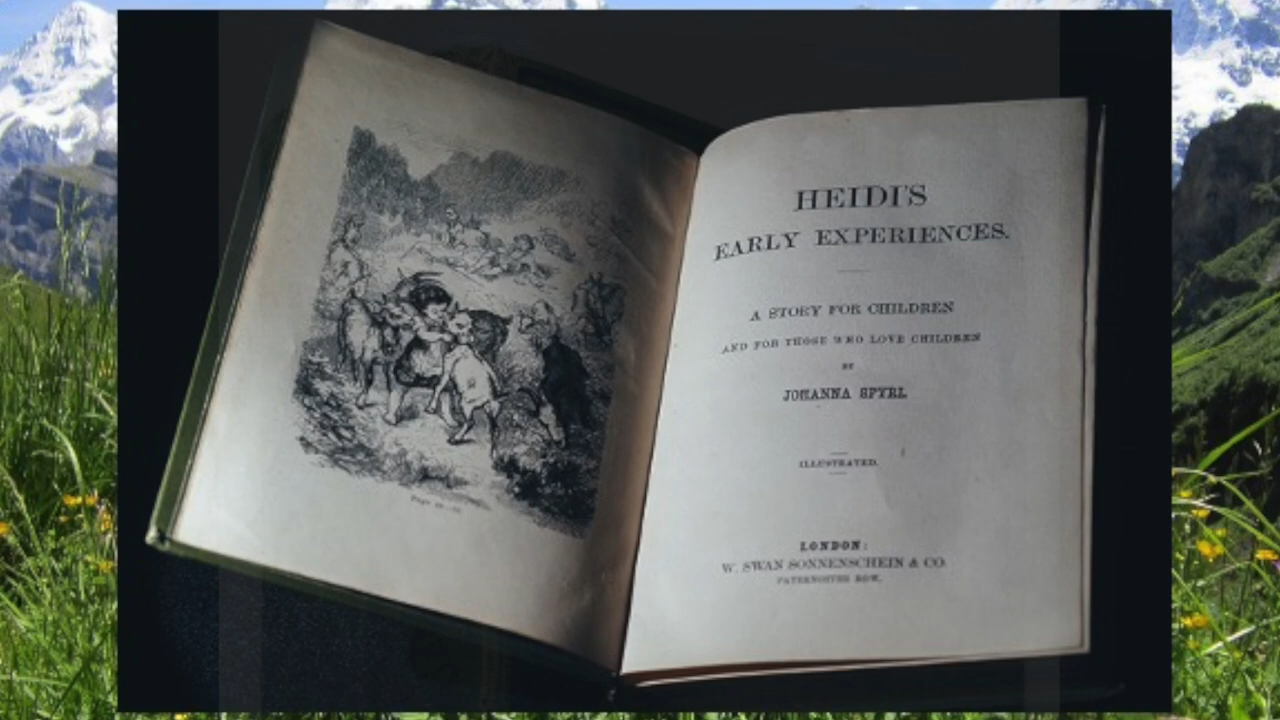 HEIDI'S
EARLY EXPERIENCES.
A STORY FOR CHILDREN
AND FOR THOSE WHO LOVE CHILDREN
BY
JOHANNA SPYRI.
ILLUSTRATED.
LONDON:
W. SWAN SONNENSCHEIN & CO.
PATERNOSTER ROW.